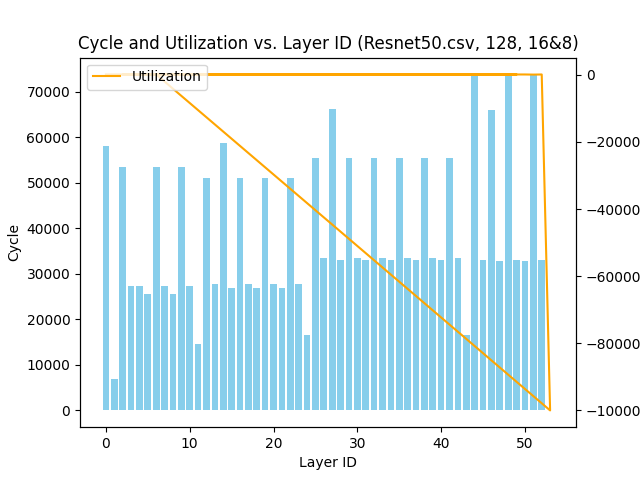 Cycle and Utilization vs. Layer ID (Resnet50.csv, 128, 16&8)
Utilization
70000
60000
50000
40000
30000
20000
10000
0
Cycle
0
−20000
−40000
−60000
−80000
−10000
0 10 20 30 40 50
Layer ID